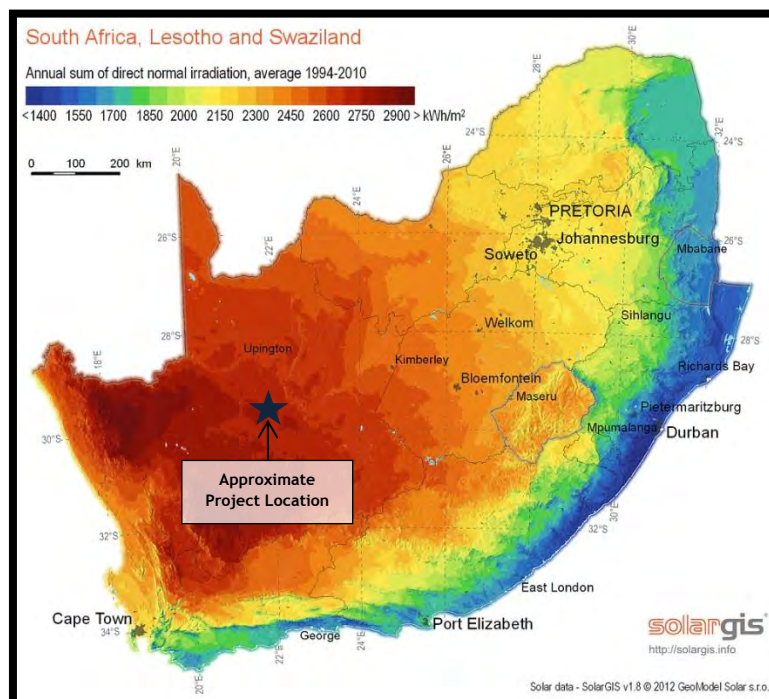 South Africa, Lesotho and Swaziland
Annual sum of direct normal irradiation, average 1994-2010
<1400 1550 1700 1850 2000 2150 2300 2450 2600 2750 2900 > kWh/m²
0 100 200 km
20°E
22°E
24°E
26°E
28°E
30°E
32°E
24°S
24°S
PRETORIA
Johannesburg
Soweto
Mbabane
26°S
26°S
Sihlangu
Welkom
28°S
28°S
Upington
Kimberley
Bloemfontein
Richards Bay
18°E
Maseru
Pietermaritzburg
Mpumalanga
Durban
30°S
Approximate
Project Location
32°S
32°S
30°E
East London
Cape Town
34°S
George
Port Elizabeth
20°E
22°E
24°E
solargis
http://solargis.info
Solar data - SolarGIS v1.8 © 2012 GeoModel Solar s.r.o.